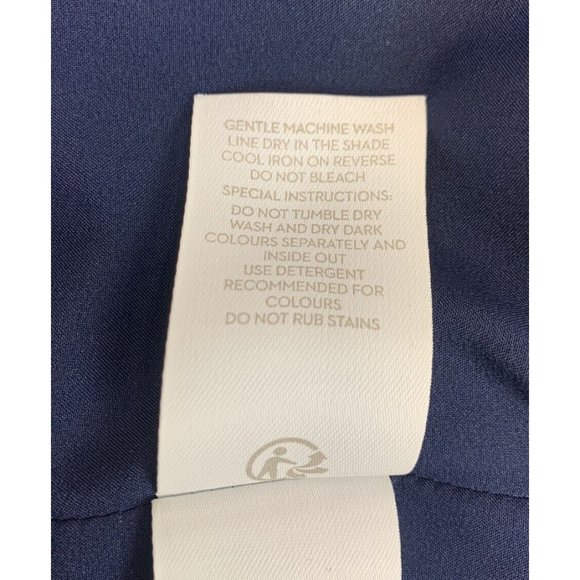 GENTLE MACHINE WASH
LINE DRY IN THE SHADE
COOL IRON ON REVERSE
DO NOT BLEACH
SPECIAL INSTRUCTIONS:
DO NOT TUMBLE DRY
WASH AND DRY DARK
COLOURS SEPARATELY AND
INSIDE OUT
USE DETERGENT
RECOMMENDED FOR
COLOURS
DO NOT RUB STAINS